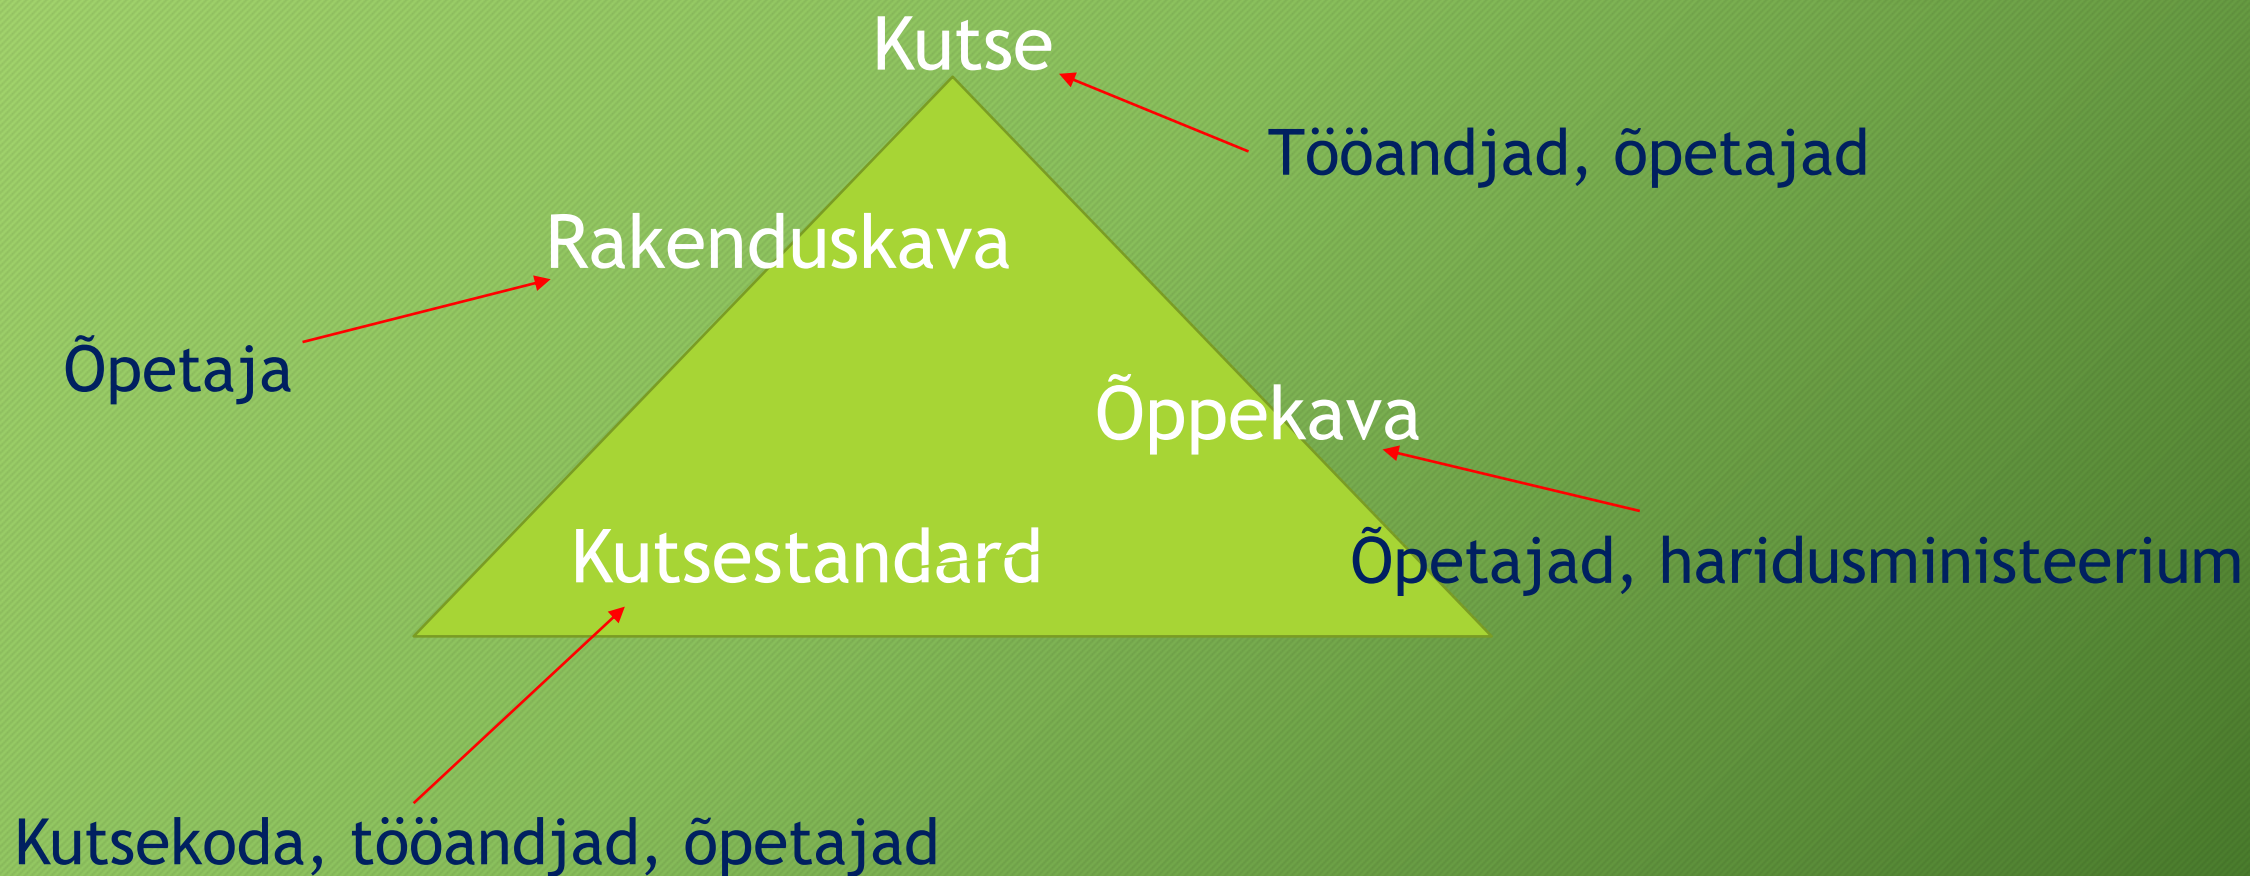 Kutse
Tööandjad, õpetajad
Rakenduskava
Õpetaja
Õppekava
Kutsestandard
Õpetajad, haridusministeerium
Kutsekoda, tööandjad, õpetajad